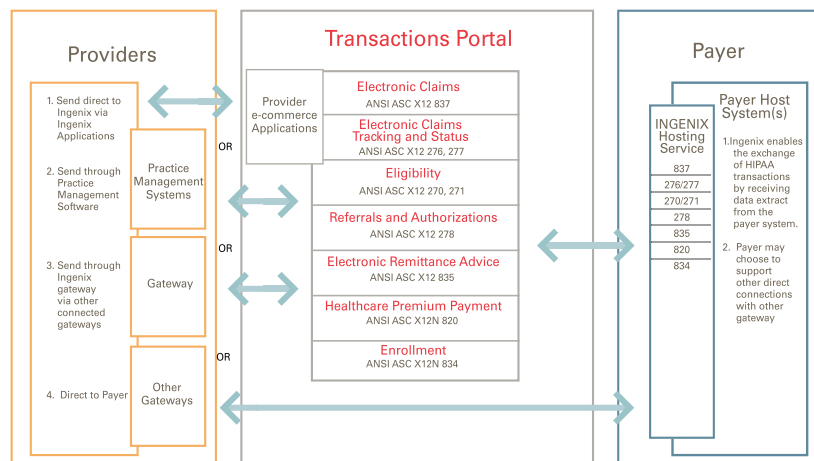 Providers
1. Send direct to
Ingenix via
Ingenix
Applications
2. Send through
Practice
Management
Software
3. Send through
Ingenix
gateway
via other
connected
gateways
4. Direct to Payer
Practice
Management
Systems
Gateway
Other
Gateways
OR
OR
OR
Transactions Portal
Provider
e-commerce
Applications
Electronic Claims
ANSI ASC X12 837
Electronic Claims
Tracking and Status
ANSI ASC X12 276, 277
Eligibility
ANSI ASC X12 270, 271
Referrals and Authorizations
ANSI ASC X12 278
Electronic Remittance Advice
ANSI ASC X12 835
Healthcare Premium Payment
ANSI ASC X12N 820
Enrollment
ANSI ASC X12N 834
Payer
INGENIX
Hosting
Service
837
276/277
270/271
278
835
820
834
Payer Host
System(s)
1.Ingenix enables
the exchange
of HIPAA
transactions
by receiving
data extract
from the
payer system.
2. Payer may
choose to
support
other direct
connections
with other
gateway